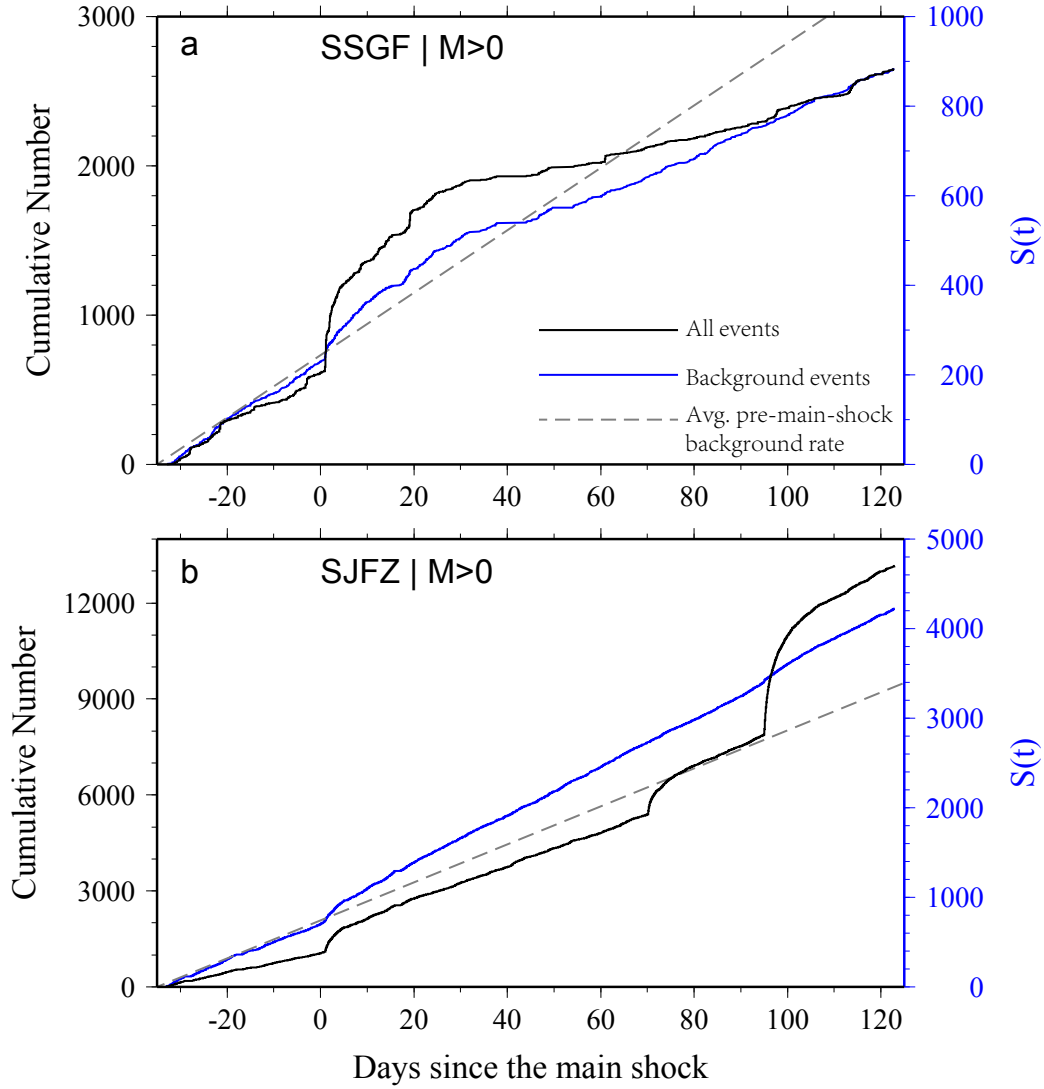 a
SSGF | M>0
Cumulative Number
3000
2000
1000
0
1000
800
600
400
200
0
S(t)
All events
Background events
Avg. pre-main-shock
background rate
-20 0 20 40 60 80 100 120
b
SJFZ | M>0
Cumulative Number
12000
9000
6000
3000
0
5000
4000
3000
2000
1000
0
S(t)
-20 0 20 40 60 80 100 120
Days since the main shock